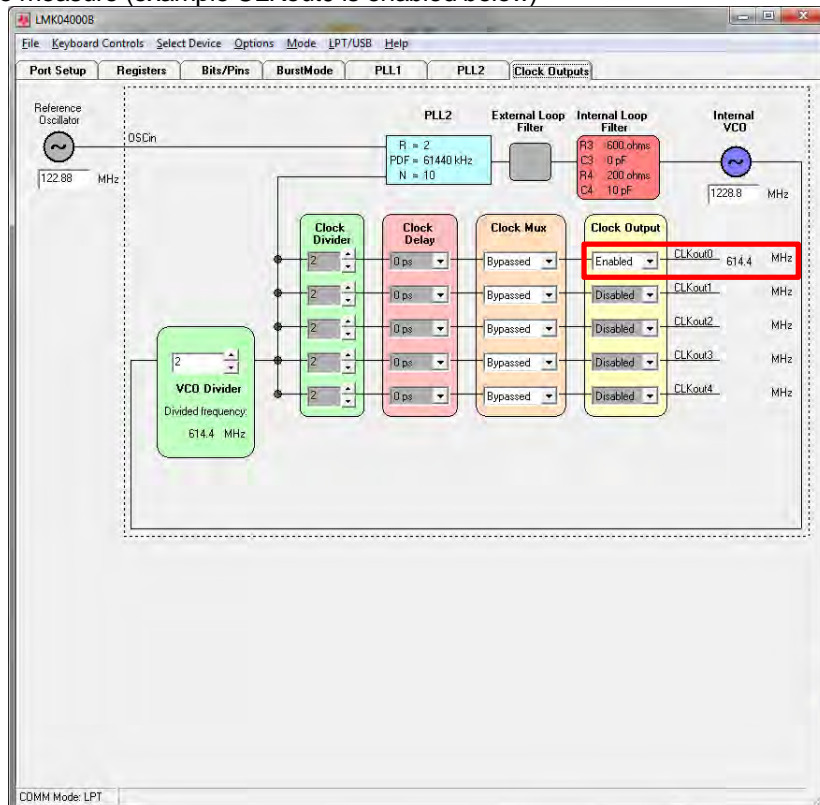 LMK04000B
File Keyboard Controls Select Device Options Mode LPT/USB Help
Port Setup Registers Bits/Pins BurstMode PLL1 PLL2 Clock Outputs
Reference
Oscillator
OSCin
122.88 MHz
PLL2
R = 2
PDF = 61440 kHz
N = 10
External Loop
Filter
Internal Loop
Filter
R3 600 ohms
C3 0 pF
R4 200 ohms
C4 10 pF
Internal
VCO
1228.8 MHz
Clock
Divider
Clock
Delay
Clock Mux
Clock Output
2 0 ps Bypassed Enabled CLKout0 614.4 MHz
2 0 ps Bypassed Disabled CLKout1 MHz
2 0 ps Bypassed Disabled CLKout2 MHz
2 0 ps Bypassed Disabled CLKout3 MHz
2 0 ps Bypassed Disabled CLKout4 MHz
2
VCO Divider
Divided frequency:
614.4 MHz
COMM Mode: LPT